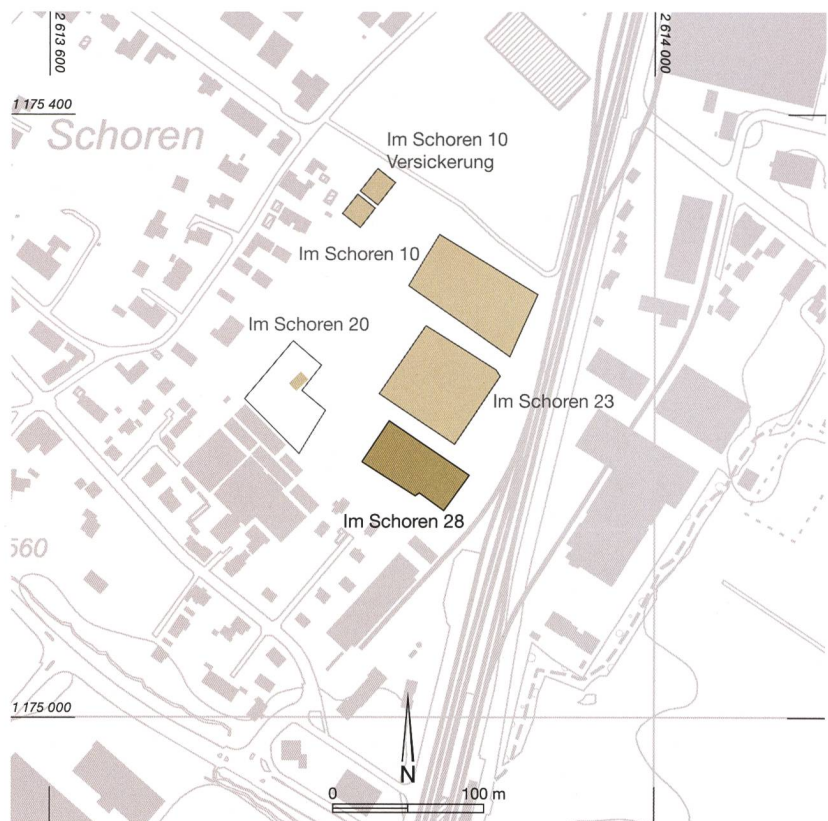 2 613 600
2 614 000
1 175 400
Schoren
Im Schoren 10
Versickerung
Im Schoren 10
Im Schoren 20
Im Schoren 23
Im Schoren 28
560
1 175 000
N
0 100 m